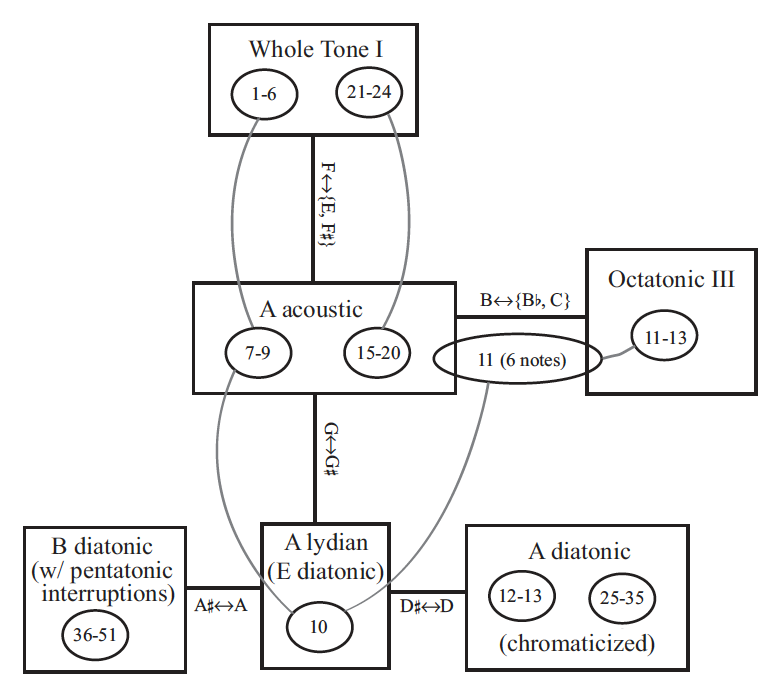 Whole Tone I
1-6
21-24
F↔{E, F♯}
A acoustic
7-9
15-20
B↔{B♭, C}
11 (6 notes)
Octatonic III
11-13
G↔G♯
B diatonic
(w/ pentatonic
interruptions)
36-51
A♯↔A
A lydian
(E diatonic)
10
D♯↔D
A diatonic
12-13
25-35
(chromaticized)